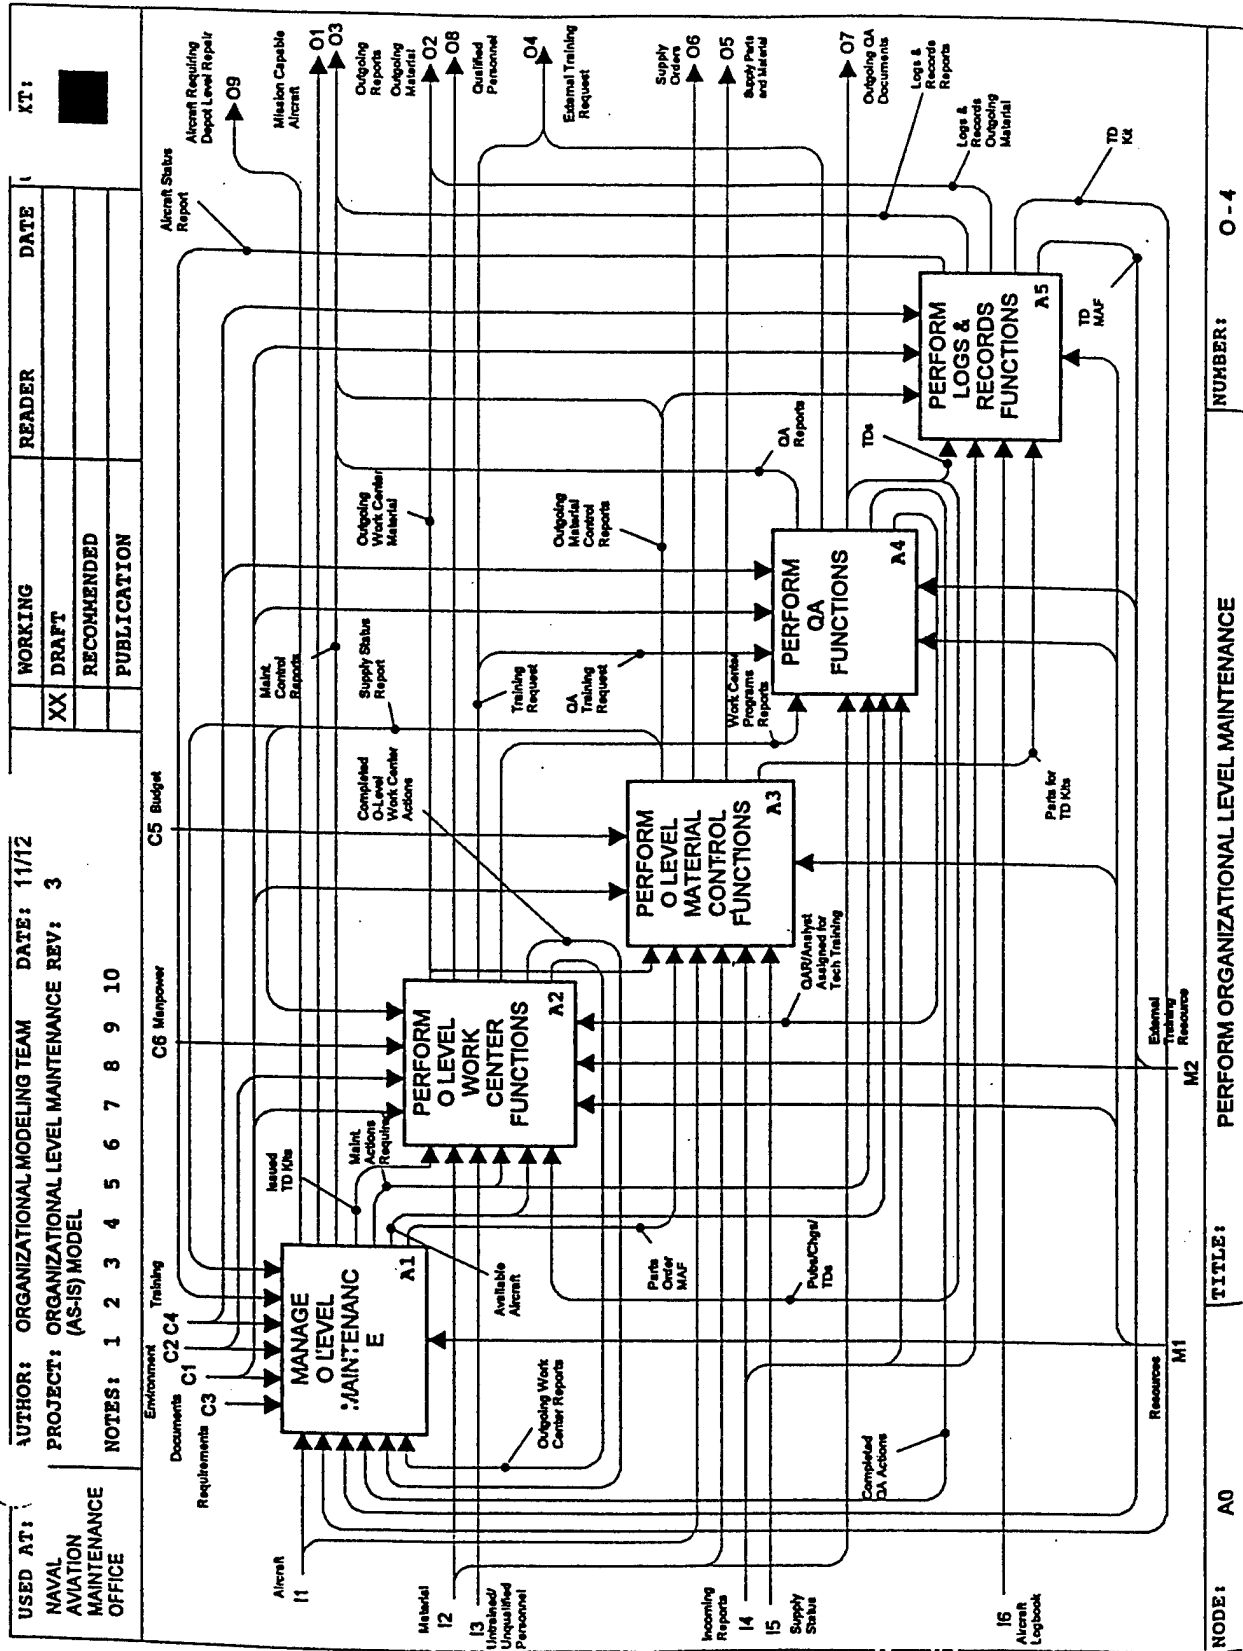 USED AT:
NAVAL
AVIATION
MAINTENANCE
OFFICE
AUTHOR: ORGANIZATIONAL MODELING TEAM
DATE: 11/12
PROJECT: ORGANIZATIONAL LEVEL MAINTENANCE REV: 3
(AS-IS) MODEL
NOTES: 1 2 3 4 5 6 7 8 9 10
WORKING
XX DRAFT
RECOMMENDED
PUBLICATION
READER
DATE
XT:
Requirements C3
Documents
C1
Environment
C2 C4
Training
C6 Manpower
C5 Budget
Aircraft Status
Report
Aircraft Requiring
Depot Level Repair
O9
Mission Capable
Aircraft
O1
O3
Outgoing
Reports
Outgoing
Material
O2
O8
Qualified
Personnel
O4
External Training
Request
Supply
Orders
O6
O5
Supply Parts
and Material
O7
Outgoing QA
Documents
Logs &
Records
Reports
Logs &
Records
Outgoing
Material
TD
Kit
TD
MAF
Aircraft
I1
Material
I2
I3
Untrained/
Unqualified
Personnel
Incoming
Reports
I4
I5
Supply
Status
I6
Aircraft
Logbook
MANAGE
O LEVEL
MAINTENANC
E
A1
Issued
TD Kits
Maint.
Actions
Require
Available
Aircraft
Parts
Order
MAF
Pubs/Chgs/
TDs
Outgoing Work
Center Reports
Completed
QA Actions
PERFORM
O LEVEL
WORK
CENTER
FUNCTIONS
A2
Maint.
Control
Reports
Supply Status
Report
Completed
O-Level
Work Center
Actions
Outgoing
Work Center
Material
Training
Request
QA
Training
Request
Work Center
Programs
Reports
PERFORM
O LEVEL
MATERIAL
CONTROL
FUNCTIONS
A3
QAR/Analyst
Assigned for
Tech Training
Parts for
TD Kits
Outgoing
Material
Control
Reports
PERFORM
QA
FUNCTIONS
A4
QA
Reports
TDs
PERFORM
LOGS &
RECORDS
FUNCTIONS
A5
Resources
M1
External
Training
Resource
M2
NODE: A0
TITLE: PERFORM ORGANIZATIONAL LEVEL MAINTENANCE
NUMBER: O-4